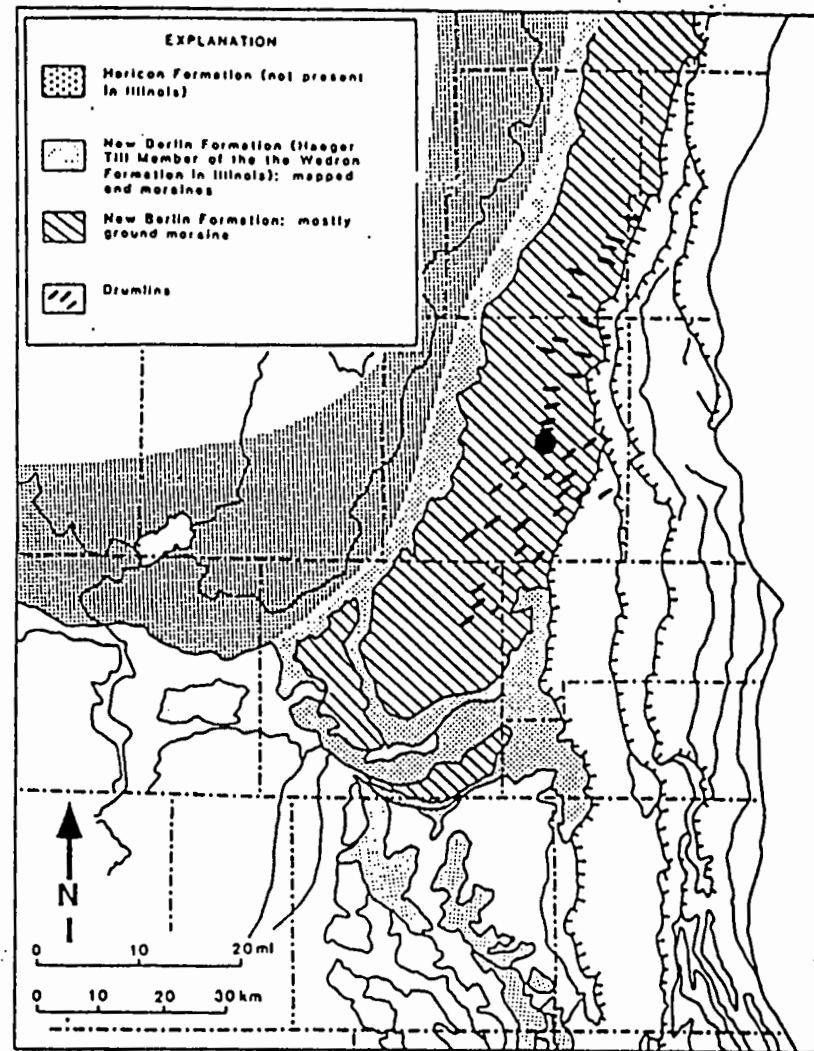 EXPLANATION
Horicon Formation (not present
in Illinois)
New Berlin Formation (Haeger
Till Member of the the Wedron
Formation in Illinois): mapped
end moraines
New Berlin Formation: mostly
ground moraine
Drumlins
N
0 10 20 mi
0 10 20 30 km